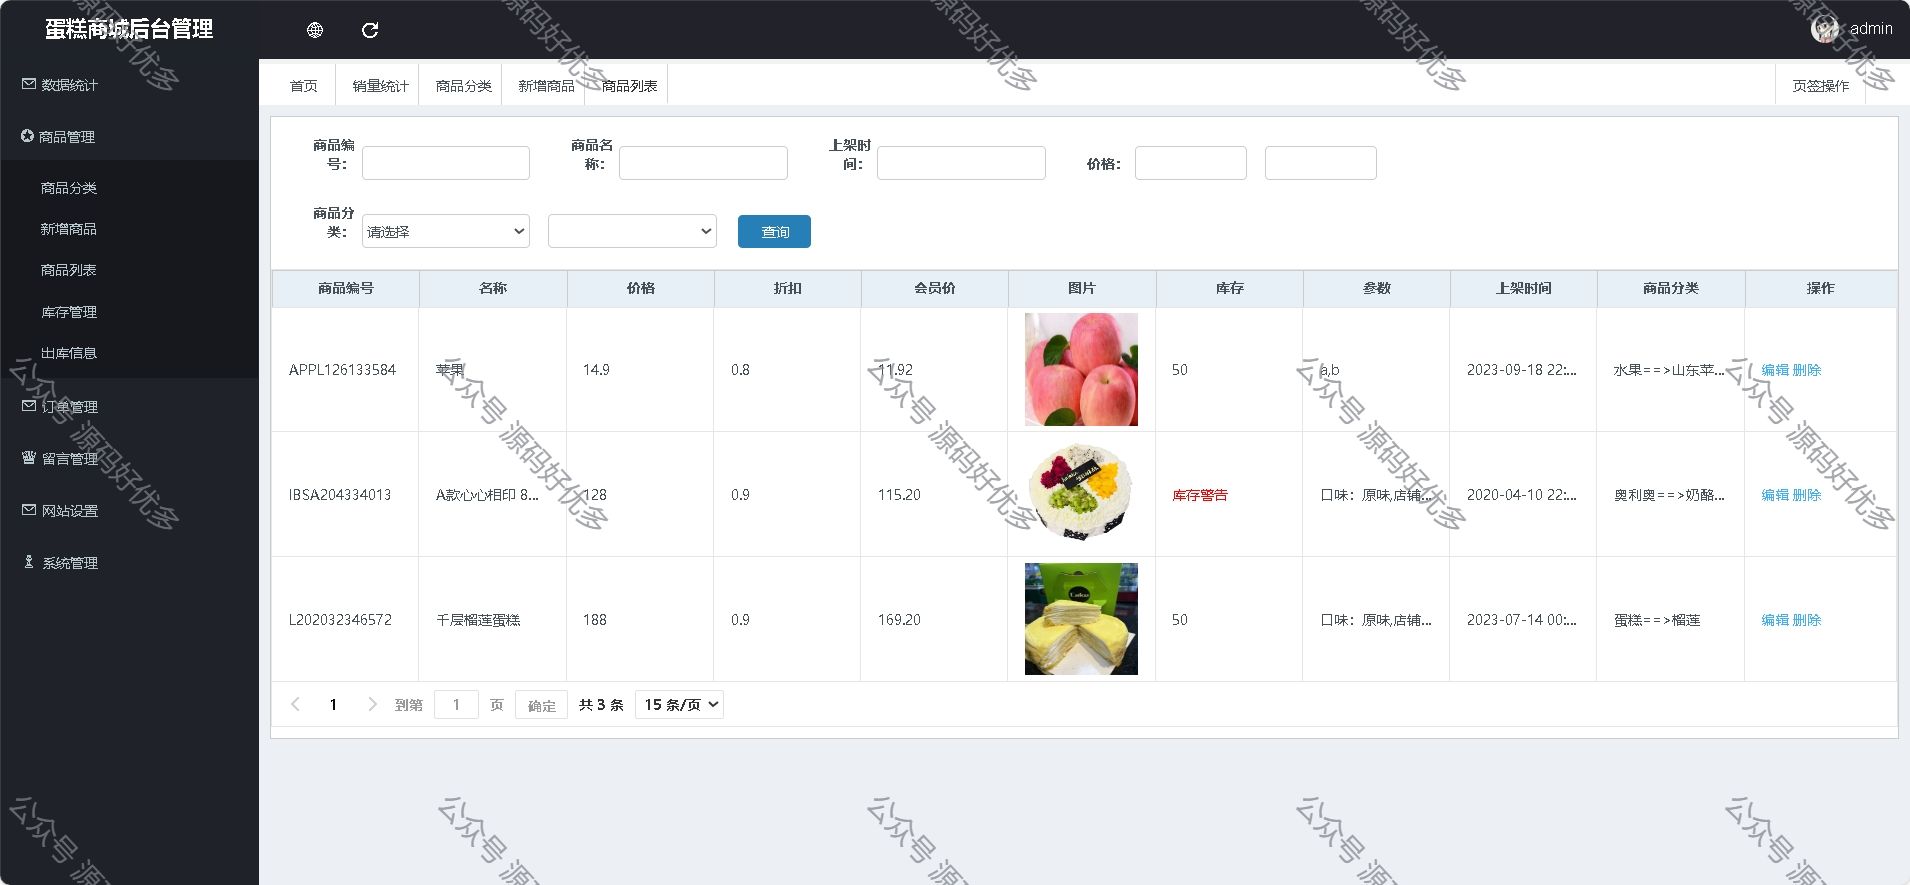 蛋糕商城后台管理
admin
数据统计
商品管理
商品分类
新增商品
商品列表
库存管理
出库信息
订单管理
留言管理
网站设置
系统管理
首页 销量统计 商品分类 新增商品 商品列表 页签操作
商品编号： 商品名称： 上架时间： 价格：
商品分类： 请选择 查询
商品编号 名称 价格 折扣 会员价 图片 库存 参数 上架时间 商品分类 操作
APPL126133584 苹果 14.9 0.8 11.92 50 a,b 2023-09-18 22:... 水果==>山东苹... 编辑 删除
IBSA204334013 A款心心相印 8... 128 0.9 115.20 库存警告 口味：原味,店铺... 2020-04-10 22:... 奥利奥==>奶酪... 编辑 删除
L202032346572 千层榴莲蛋糕 188 0.9 169.20 50 口味：原味,店铺... 2023-07-14 00:... 蛋糕==>榴莲 编辑 删除
1 到第 1 页 确定 共 3 条 15 条/页
公众号 源码好优多